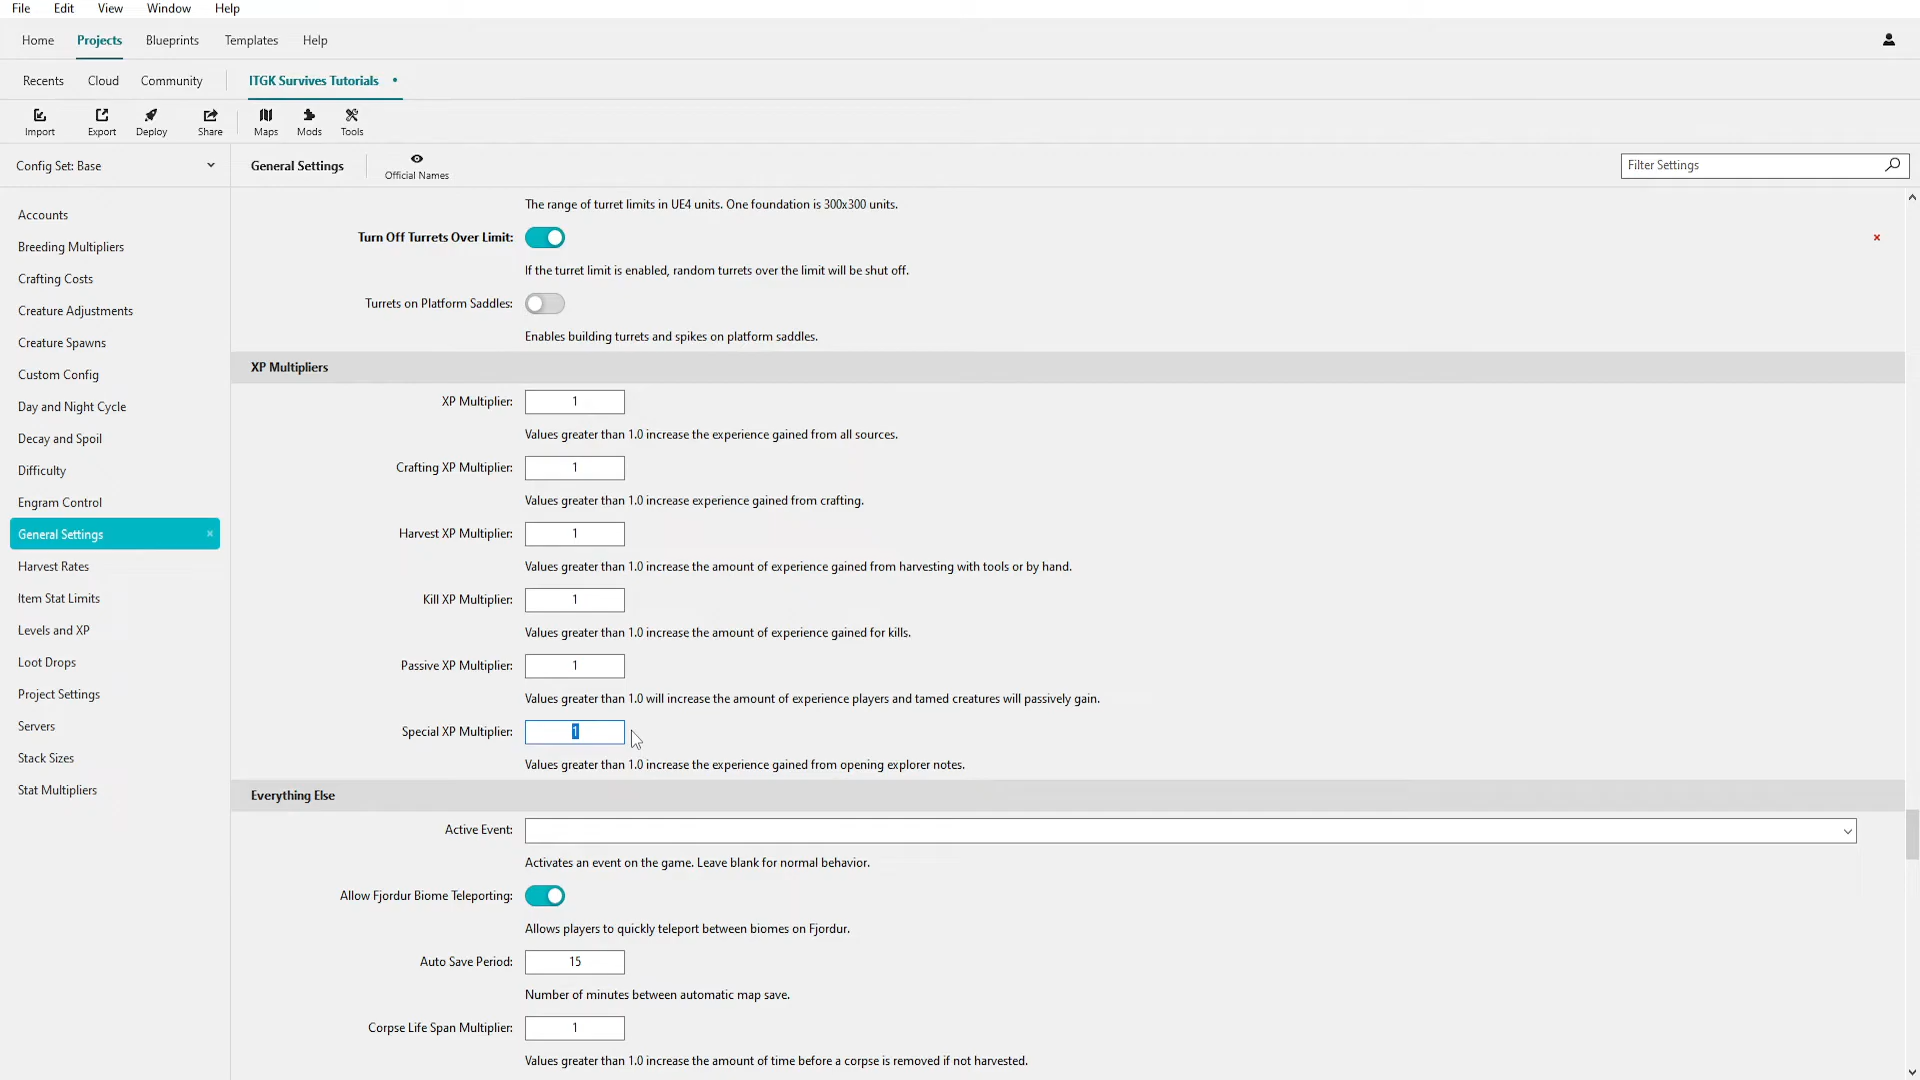 File Edit View Window Help
Home Projects Blueprints Templates Help
Recents Cloud Community ITGK Survives Tutorials •
Import Export Deploy Share Maps Mods Tools
Config Set: Base
General Settings
Official Names
Filter Settings
Accounts
Breeding Multipliers
Crafting Costs
Creature Adjustments
Creature Spawns
Custom Config
Day and Night Cycle
Decay and Spoil
Difficulty
Engram Control
General Settings
Harvest Rates
Item Stat Limits
Levels and XP
Loot Drops
Project Settings
Servers
Stack Sizes
Stat Multipliers
The range of turret limits in UE4 units. One foundation is 300x300 units.
Turn Off Turrets Over Limit:
If the turret limit is enabled, random turrets over the limit will be shut off.
Turrets on Platform Saddles:
Enables building turrets and spikes on platform saddles.
XP Multipliers
XP Multiplier: 1
Values greater than 1.0 increase the experience gained from all sources.
Crafting XP Multiplier: 1
Values greater than 1.0 increase experience gained from crafting.
Harvest XP Multiplier: 1
Values greater than 1.0 increase the amount of experience gained from harvesting with tools or by hand.
Kill XP Multiplier: 1
Values greater than 1.0 increase the amount of experience gained for kills.
Passive XP Multiplier: 1
Values greater than 1.0 will increase the amount of experience players and tamed creatures will passively gain.
Special XP Multiplier: 1
Values greater than 1.0 increase the experience gained from opening explorer notes.
Everything Else
Active Event:
Activates an event on the game. Leave blank for normal behavior.
Allow Fjordur Biome Teleporting:
Allows players to quickly teleport between biomes on Fjordur.
Auto Save Period: 15
Number of minutes between automatic map save.
Corpse Life Span Multiplier: 1
Values greater than 1.0 increase the amount of time before a corpse is removed if not harvested.